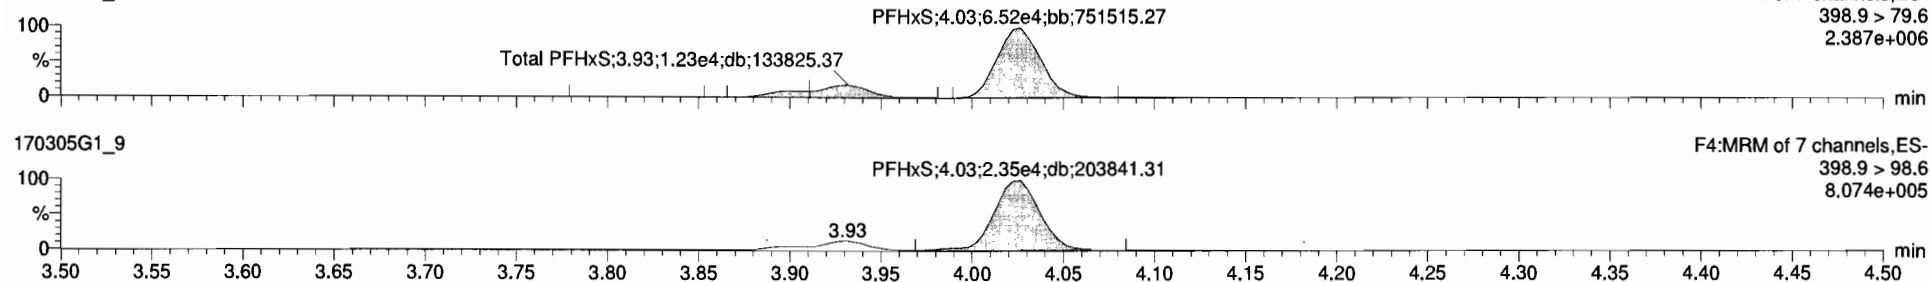 398.9 > 79.6
2.387e+006
PFHxS;4.03;6.52e4;bb;751515.27
Total PFHxS;3.93;1.23e4;db;133825.37
100
%
0
min
170305G1_9
F4:MRM of 7 channels,ES-
398.9 > 98.6
8.074e+005
PFHxS;4.03;2.35e4;db;203841.31
3.93
100
%
0
min
3.50 3.55 3.60 3.65 3.70 3.75 3.80 3.85 3.90 3.95 4.00 4.05 4.10 4.15 4.20 4.25 4.30 4.35 4.40 4.45 4.50